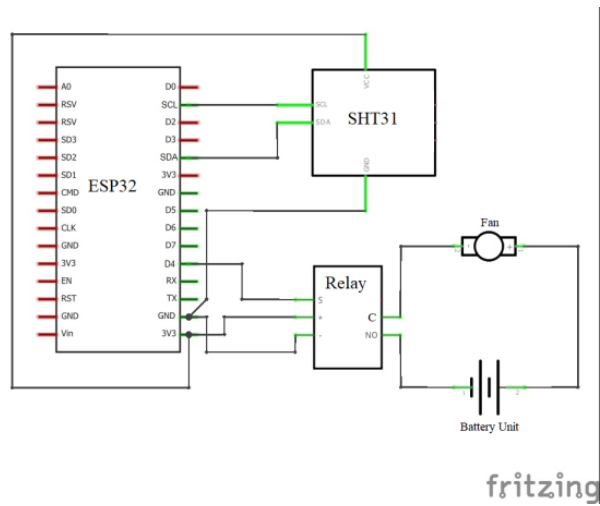 A0
RSV
RSV
SD3
SD2
SD1
CMD
SD0
CLK
GND
3V3
EN
RST
GND
Vin
ESP32
D0
SCL
D2
D3
SDA
3V3
GND
D5
D6
D7
D4
RX
TX
GND
3V3
VCC
SCL
SDA
SHT31
GND
Relay
S
+
-
C
NO
Fan
- +
Battery Unit
fritzing